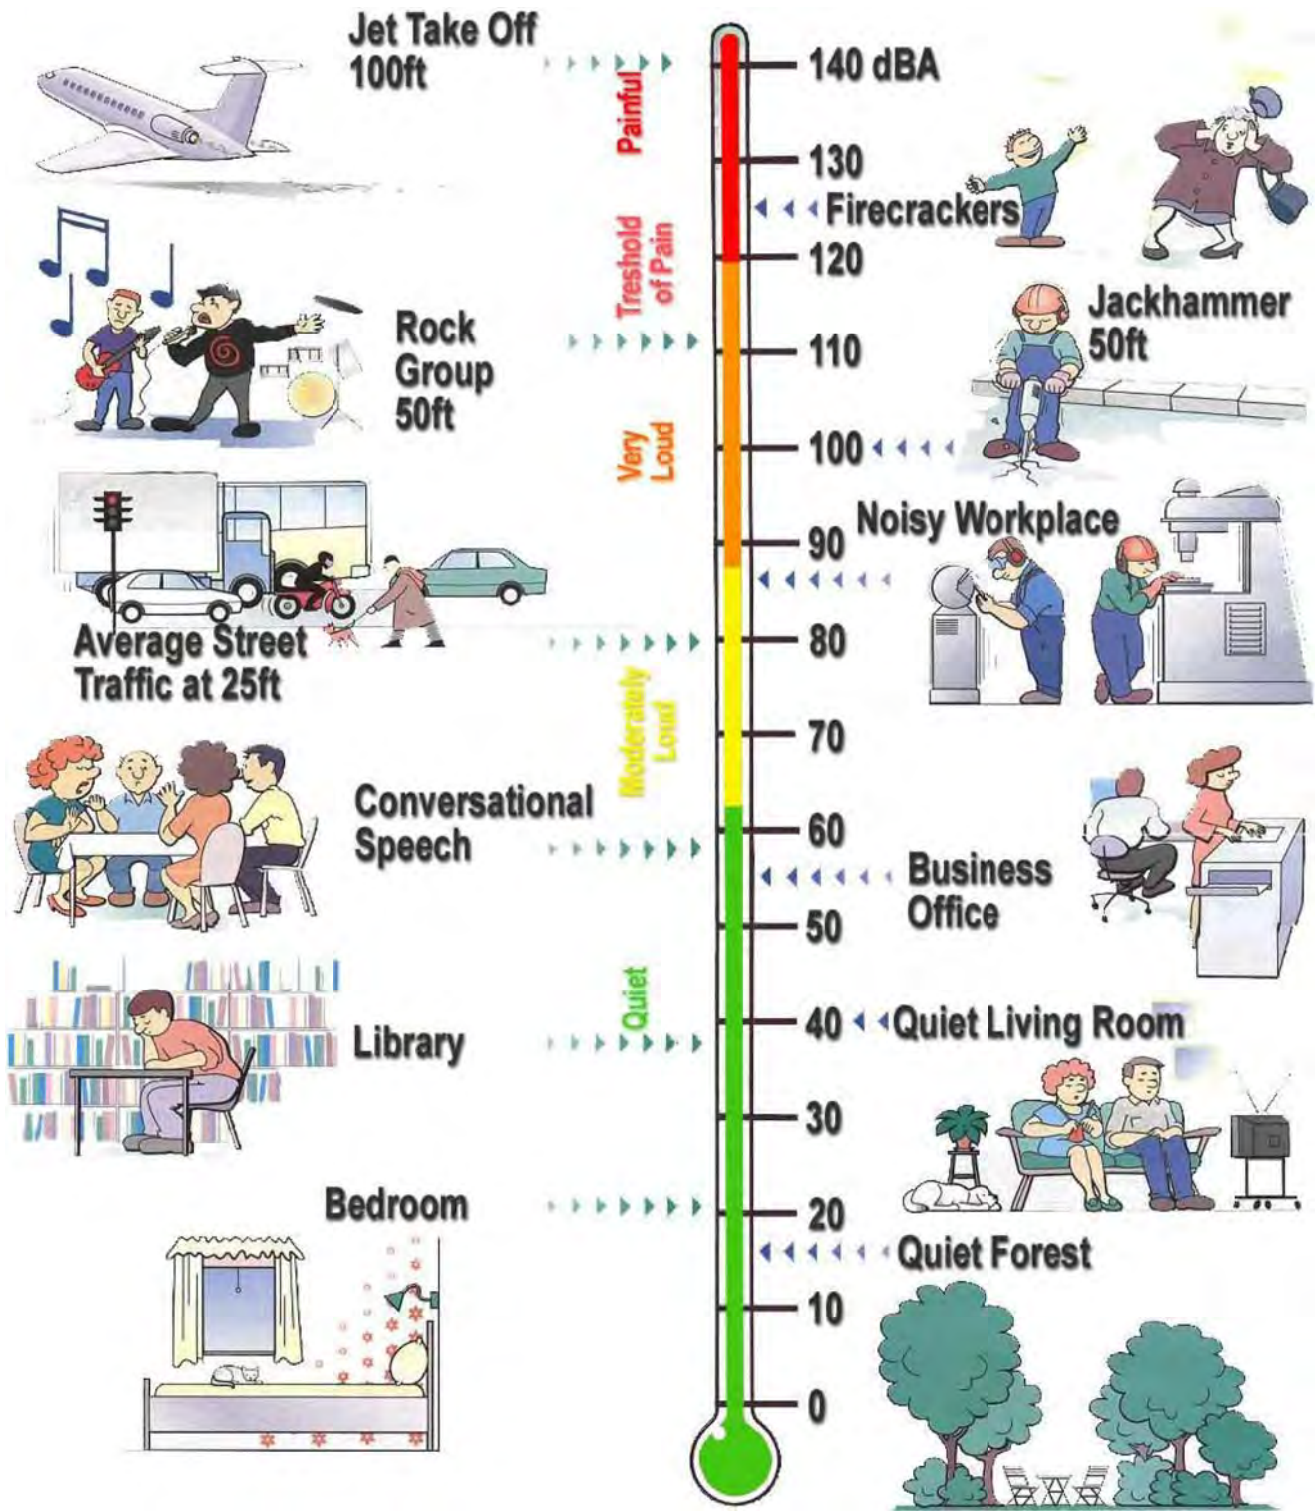 Jet Take Off
100ft
140 dBA
Painful
130
Firecrackers
Treshold
of Pain
120
Jackhammer
50ft
Rock
Group
50ft
110
Very
Loud
100
Noisy Workplace
90
Average Street
Traffic at 25ft
80
Moderately
Loud
70
Conversational
Speech
60
Business
Office
50
Quiet
Library
40
Quiet Living Room
30
Bedroom
20
Quiet Forest
10
0